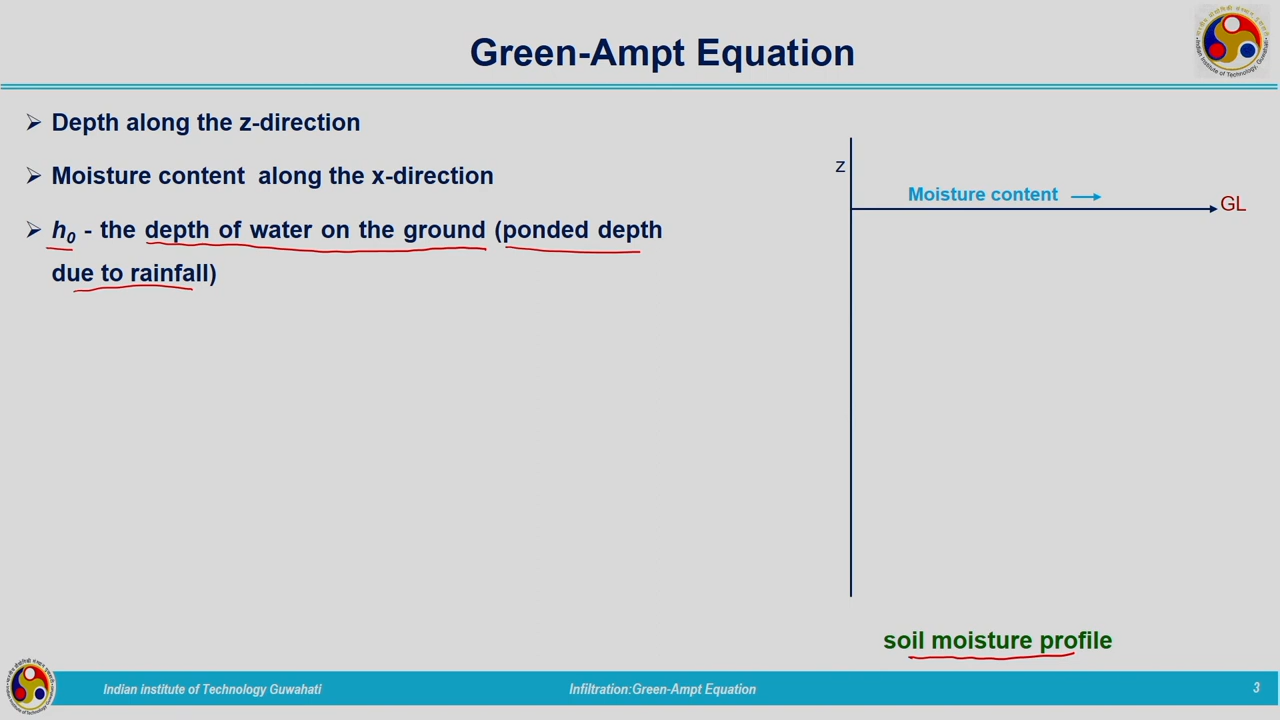 Green-Ampt Equation
➢ Depth along the z-direction
➢ Moisture content along the x-direction
➢ h₀ - the depth of water on the ground (ponded depth
due to rainfall)
z
Moisture content →
GL
soil moisture profile
Indian institute of Technology Guwahati
Infiltration:Green-Ampt Equation
3